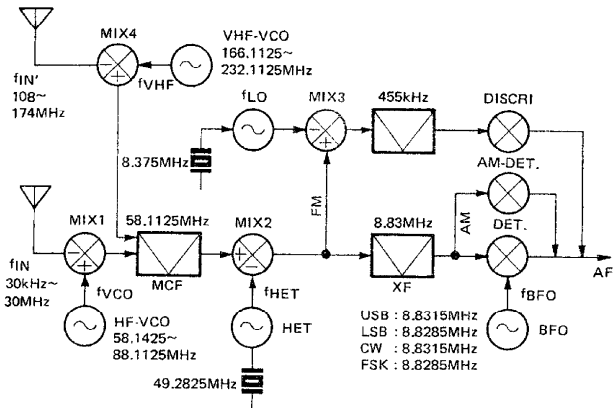 MIX4
VHF-VCO
166.1125~
232.1125MHz
fVHF
fIN'
108~
174MHz
fLO
MIX3
455kHz
DISCRI
8.375MHz
AM-DET.
MIX1
58.1125MHz
MIX2
FM
8.83MHz
AM
DET.
fIN
30kHz~
30MHz
fVCO
MCF
fHET
XF
AF
fBFO
HF-VCO
58.1425~
88.1125MHz
HET
USB : 8.8315MHz
LSB : 8.8285MHz
CW : 8.8315MHz
FSK : 8.8285MHz
BFO
49.2825MHz